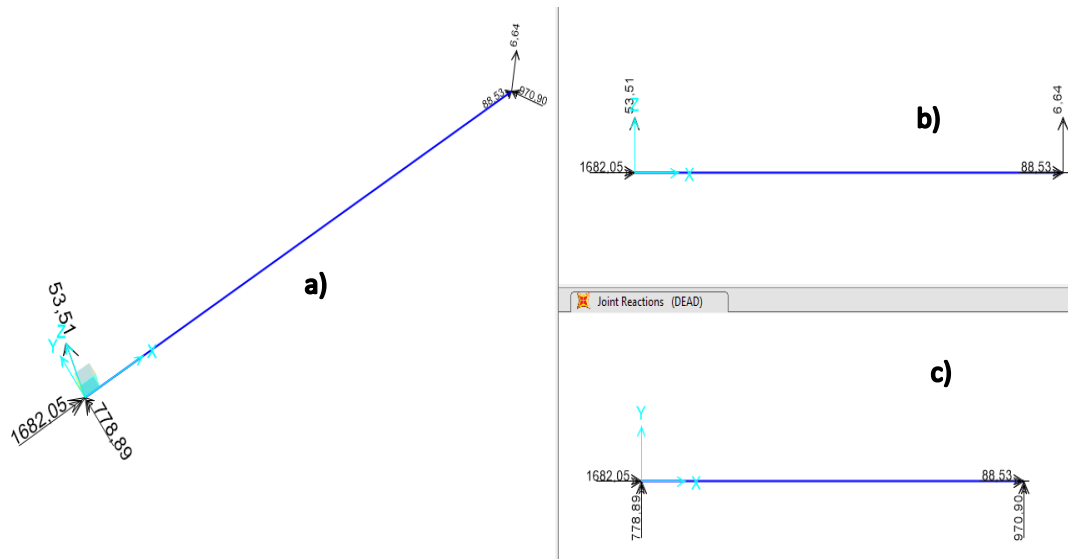 6,64
88,53
970,90
a)
53,51
Z
Y
X
1682,05
778,89
53,51
Z
6,64
b)
1682,05
X
88,53
Joint Reactions (DEAD)
c)
Y
1682,05
X
88,53
778,89
970,90